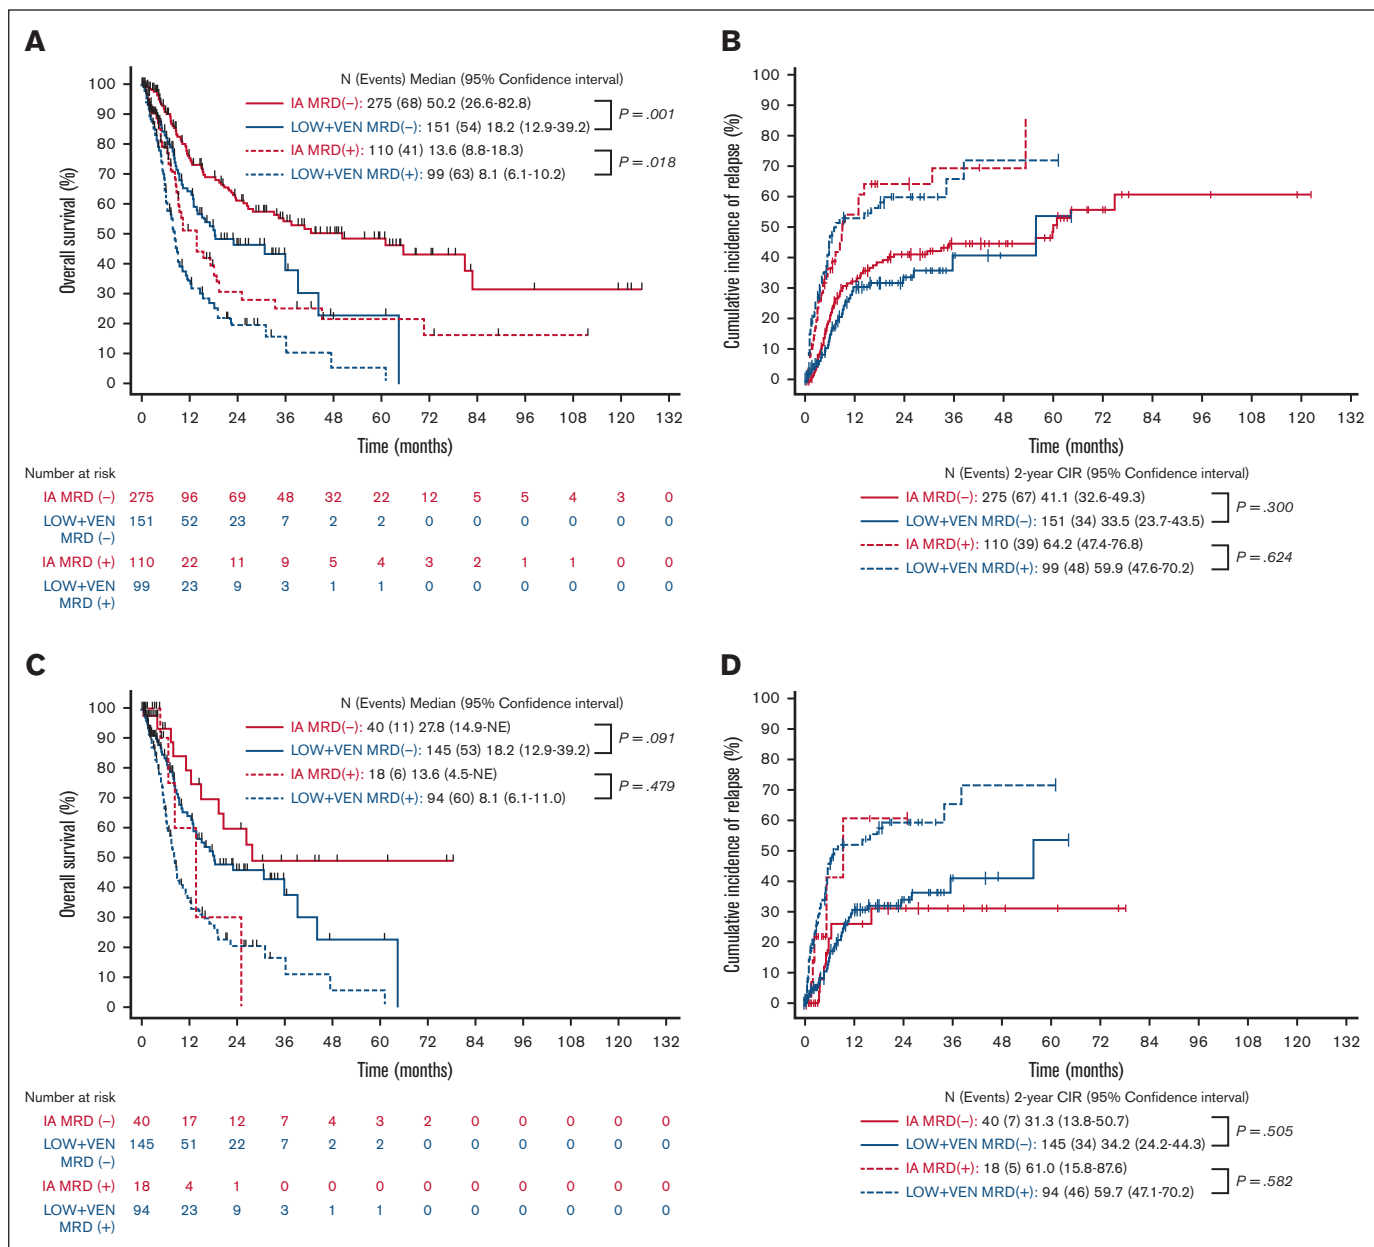 A
N (Events) Median (95% Confidence interval)
IA MRD(−): 275 (68) 50.2 (26.6-82.8)
LOW+VEN MRD(−): 151 (54) 18.2 (12.9-39.2)
P = .001
IA MRD(+): 110 (41) 13.6 (8.8-18.3)
LOW+VEN MRD(+): 99 (63) 8.1 (6.1-10.2)
P = .018
Overall survival (%)
100
90
80
70
60
50
40
30
20
10
0
0 12 24 36 48 60 72 84 96 108 120 132
Time (months)
Number at risk
IA MRD (−) 275 96 69 48 32 22 12 5 5 4 3 0
LOW+VEN 151 52 23 7 2 2 0 0 0 0 0 0
MRD (−)
IA MRD (+) 110 22 11 9 5 4 3 2 1 1 0 0
LOW+VEN 99 23 9 3 1 1 0 0 0 0 0 0
MRD (+)
B
Cumulative incidence of relapse (%)
100
90
80
70
60
50
40
30
20
10
0
0 12 24 36 48 60 72 84 96 108 120 132
Time (months)
N (Events) 2-year CIR (95% Confidence interval)
IA MRD(−): 275 (67) 41.1 (32.6-49.3)
LOW+VEN MRD(−): 151 (34) 33.5 (23.7-43.5)
P = .300
IA MRD(+): 110 (39) 64.2 (47.4-76.8)
LOW+VEN MRD(+): 99 (48) 59.9 (47.6-70.2)
P = .624
C
N (Events) Median (95% Confidence interval)
IA MRD(−): 40 (11) 27.8 (14.9-NE)
LOW+VEN MRD(−): 145 (53) 18.2 (12.9-39.2)
P = .091
IA MRD(+): 18 (6) 13.6 (4.5-NE)
LOW+VEN MRD(+): 94 (60) 8.1 (6.1-11.0)
P = .479
Overall survival (%)
100
90
80
70
60
50
40
30
20
10
0
0 12 24 36 48 60 72 84 96 108 120 132
Time (months)
Number at risk
IA MRD (−) 40 17 12 7 4 3 2 0 0 0 0 0
LOW+VEN 145 51 22 7 2 2 0 0 0 0 0 0
MRD (−)
IA MRD (+) 18 4 1 0 0 0 0 0 0 0 0 0
LOW+VEN 94 23 9 3 1 1 0 0 0 0 0 0
MRD (+)
D
Cumulative incidence of relapse (%)
100
90
80
70
60
50
40
30
20
10
0
0 12 24 36 48 60 72 84 96 108 120 132
Time (months)
N (Events) 2-year CIR (95% Confidence interval)
IA MRD(−): 40 (7) 31.3 (13.8-50.7)
LOW+VEN MRD(−): 145 (34) 34.2 (24.2-44.3)
P = .505
IA MRD(+): 18 (5) 61.0 (15.8-87.6)
LOW+VEN MRD(+): 94 (46) 59.7 (47.1-70.2)
P = .582